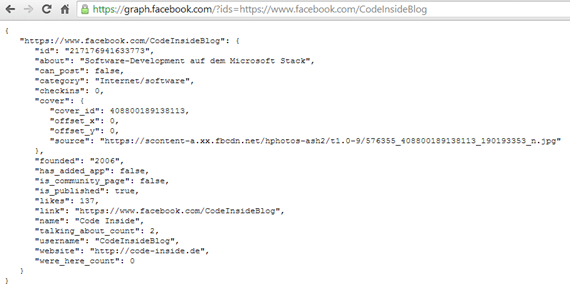 https://graph.facebook.com/?ids=https://www.facebook.com/CodeInsideBlog
{
"https://www.facebook.com/CodeInsideBlog": {
"id": "217176941633773",
"about": "Software-Development auf dem Microsoft Stack",
"can_post": false,
"category": "Internet/software",
"checkins": 0,
"cover": {
"cover_id": 408800189138113,
"offset_x": 0,
"offset_y": 0,
"source": "https://scontent-a.xx.fbcdn.net/hphotos-ash2/t1.0-9/576355_408800189138113_190193353_n.jpg"
},
"founded": "2006",
"has_added_app": false,
"is_community_page": false,
"is_published": true,
"likes": 137,
"link": "https://www.facebook.com/CodeInsideBlog",
"name": "Code Inside",
"talking_about_count": 2,
"username": "CodeInsideBlog",
"website": "http://code-inside.de",
"were_here_count": 0
}
}